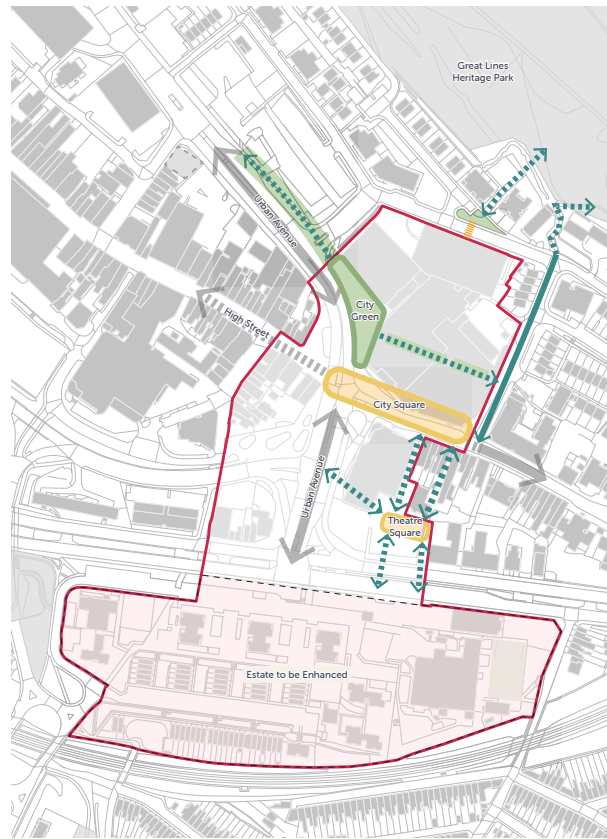 Great Lines
Heritage Park
Urban Avenue
City
Green
High Street
City Square
Urban Avenue
Theatre
Square
Estate to be Enhanced